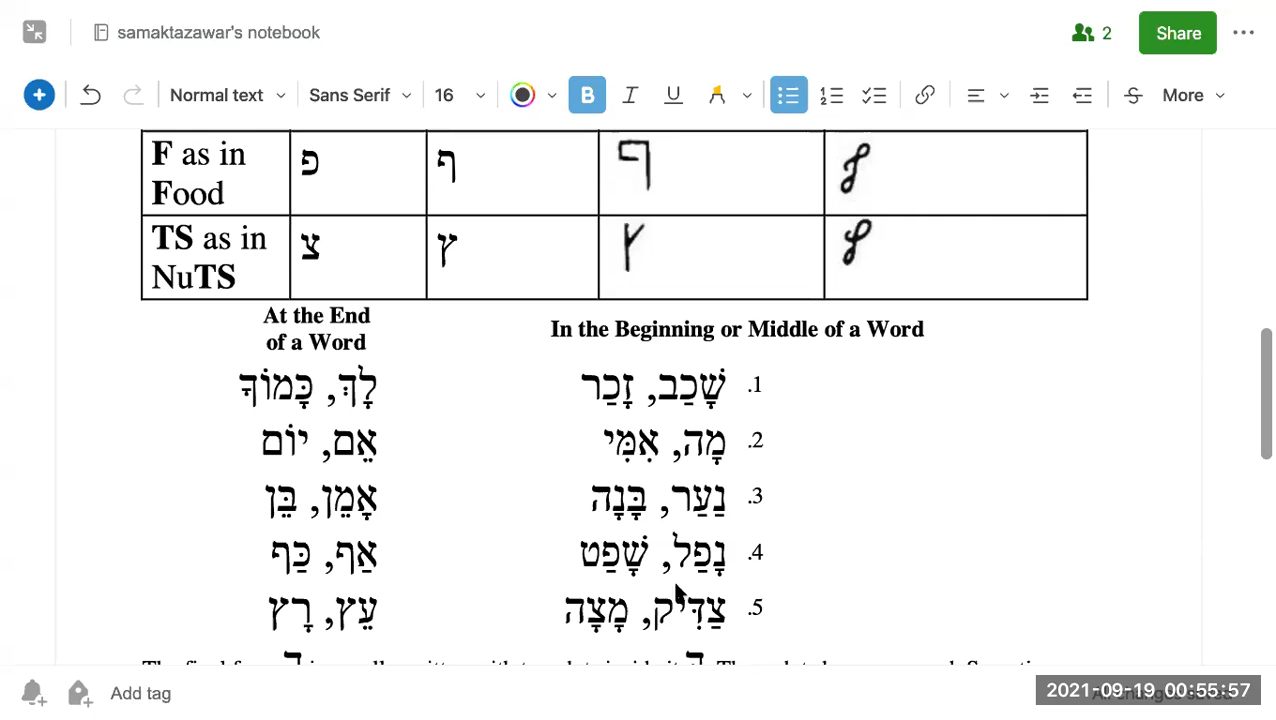 samaktazawar's notebook
2
Share
Normal text
Sans Serif
16
B
I
U
S
More
F as in Food פ ף ף
TS as in NuTS צ ץ ץ
At the End of a Word
In the Beginning or Middle of a Word
.1 שָׁכַב, זָכַר לָךְ, כָּמוֹךָ
.2 מָה, אִמִּי אֵם, יוֹם
.3 נַעַר, בָּנָה אָמֵן, בֵּן
.4 נָפַל, שָׁפַט אַף, כַּף
.5 צַדִּיק, מָצָה עֵץ, רָץ
Add tag
2021-09-19 00:55:57